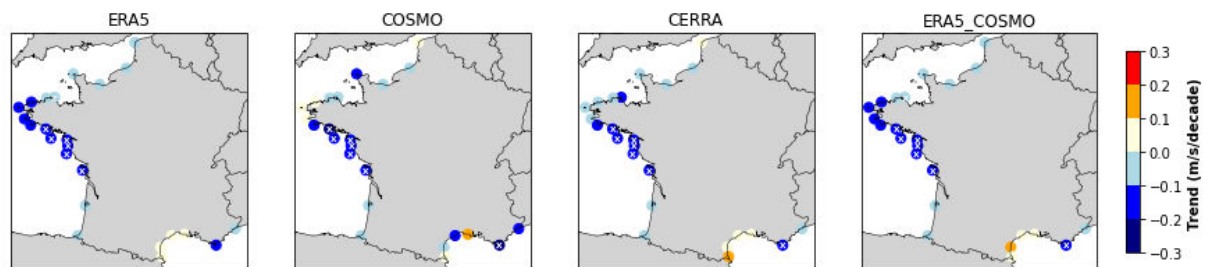 ERA5
COSMO
CERRA
ERA5_COSMO
0.3
0.2
0.1
0.0
−0.1
−0.2
−0.3
Trend (m/s/decade)